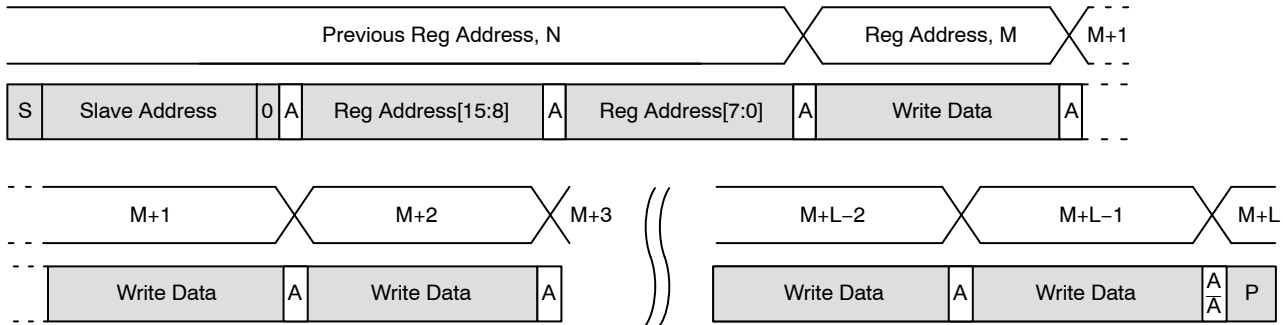 Previous Reg Address, N Reg Address, M M+1
S Slave Address 0 A Reg Address[15:8] A Reg Address[7:0] A Write Data A
M+1 M+2 M+3 M+L−2 M+L−1 M+L
Write Data A Write Data A Write Data A Write Data A A̅ P